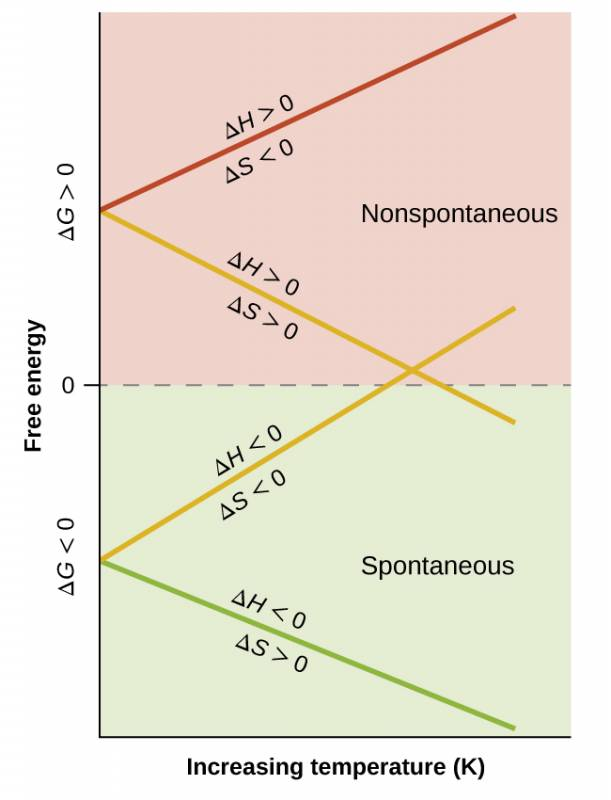 ΔH > 0
ΔS < 0
ΔG > 0
Nonspontaneous
ΔH > 0
ΔS > 0
Free energy
0
ΔH < 0
ΔS < 0
ΔG < 0
Spontaneous
ΔH < 0
ΔS > 0
Increasing temperature (K)